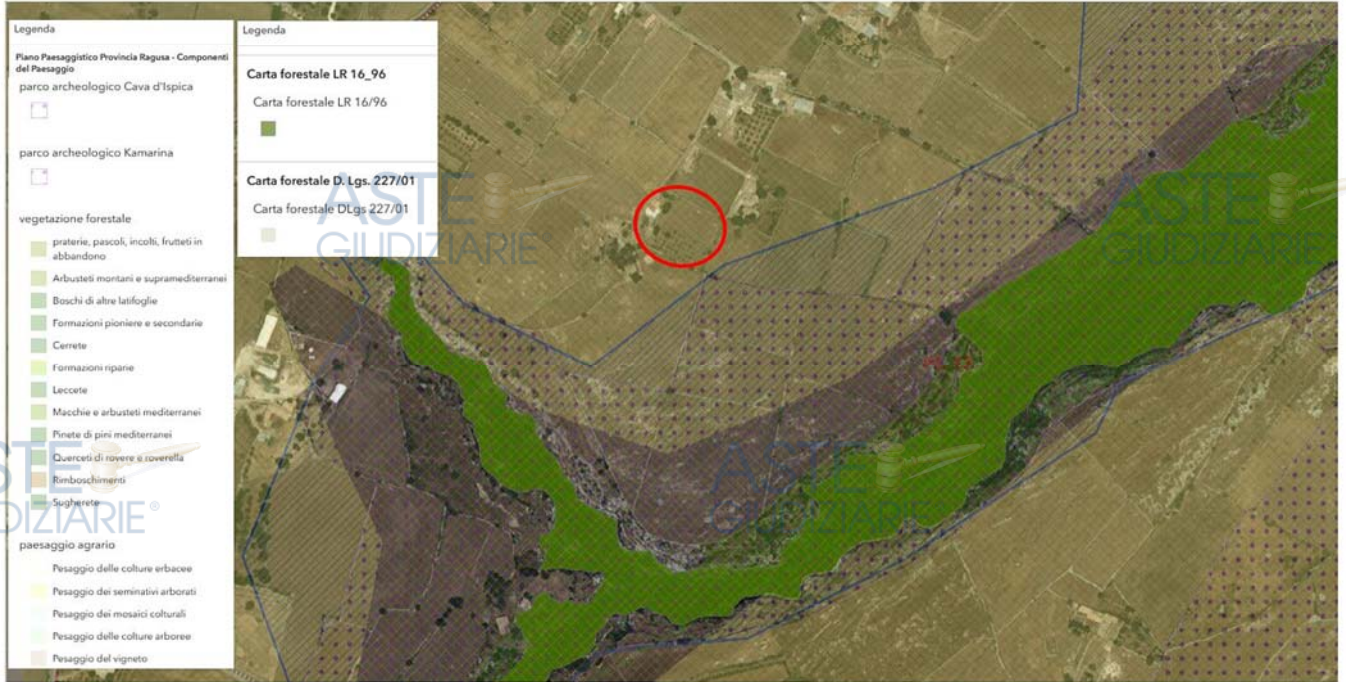 Legenda
Piano Paesaggistico Provincia Ragusa - Componenti
del Paesaggio
parco archeologico Cava d'Ispica
parco archeologico Kamarina
vegetazione forestale
praterie, pascoli, incolti, frutteti in
abbandono
Arbusteti montani e supramediterranei
Boschi di altre latifoglie
Formazioni pioniere e secondarie
Cerrete
Formazioni riparie
Leccete
Macchie e arbusteti mediterranei
Pinete di pini mediterranei
Querceti di rovere e roverella
Rimboschimenti
Sugherete
paesaggio agrario
Pesaggio delle colture erbacee
Pesaggio dei seminativi arborati
Pesaggio dei mosaici colturali
Pesaggio delle colture arboree
Pesaggio del vigneto
Legenda
Carta forestale LR 16_96
Carta forestale LR 16/96
Carta forestale D. Lgs. 227/01
Carta forestale DLgs 227/01
ASTE
GIUDIZIARIE®
ASTE
GIUDIZIARIE
ASTE
GIUDIZIARIE
STE
DIZIARIE®